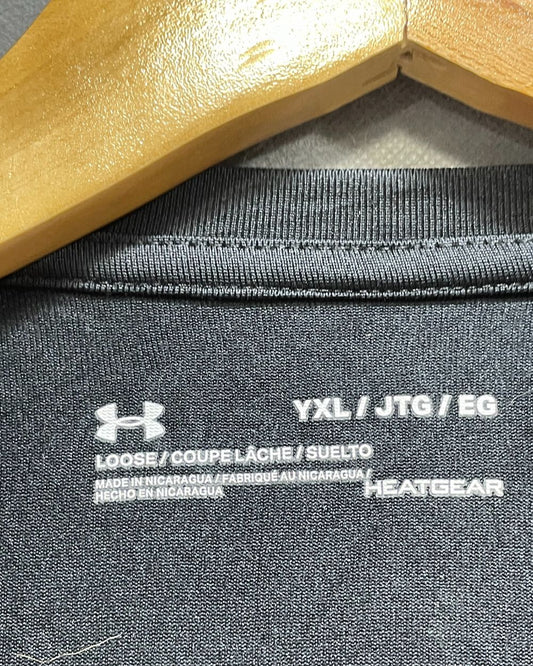 YXL / JTG / EG
LOOSE / COUPE LÂCHE / SUELTO
MADE IN NICARAGUA / FABRIQUÉ AU NICARAGUA /
HECHO EN NICARAGUA
HEATGEAR